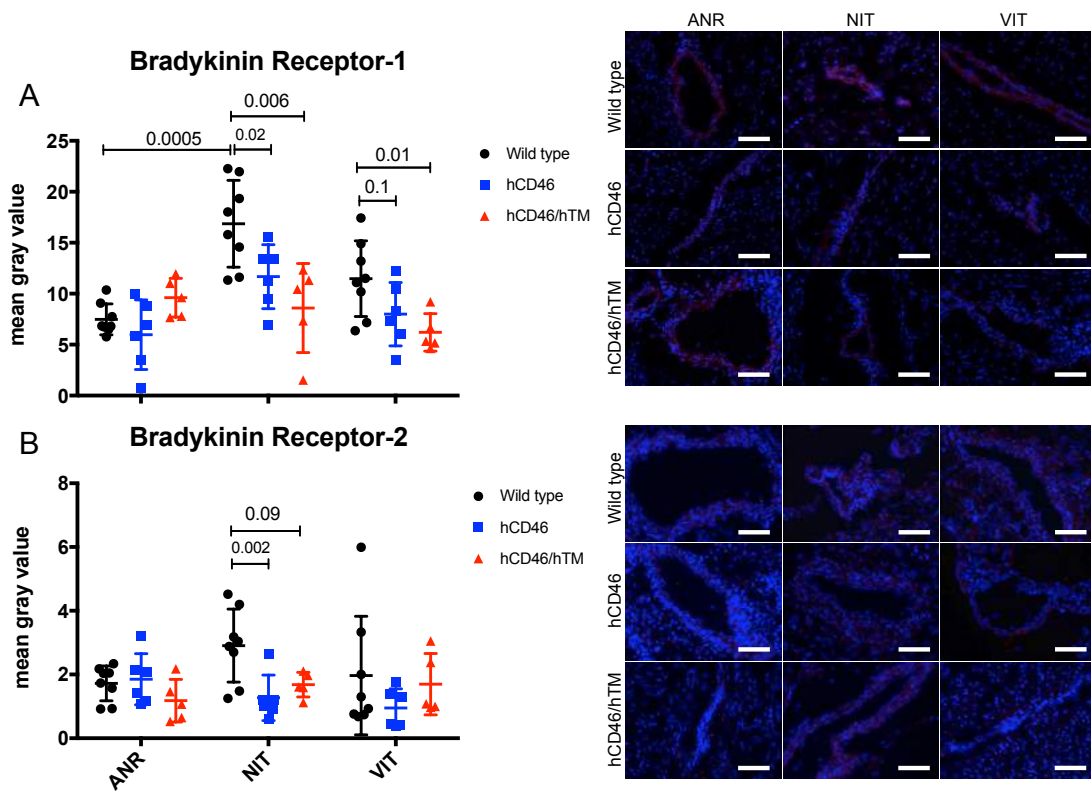 ANR NIT VIT
Bradykinin Receptor-1
A
0.006
0.0005
0.02
0.01
0.1
25
20
15
10
5
0
mean gray value
Wild type
hCD46
hCD46/hTM
Wild type
hCD46
hCD46/hTM
B
Bradykinin Receptor-2
0.09
0.002
8
6
4
2
0
mean gray value
ANR NIT VIT
Wild type
hCD46
hCD46/hTM
Wild type
hCD46
hCD46/hTM